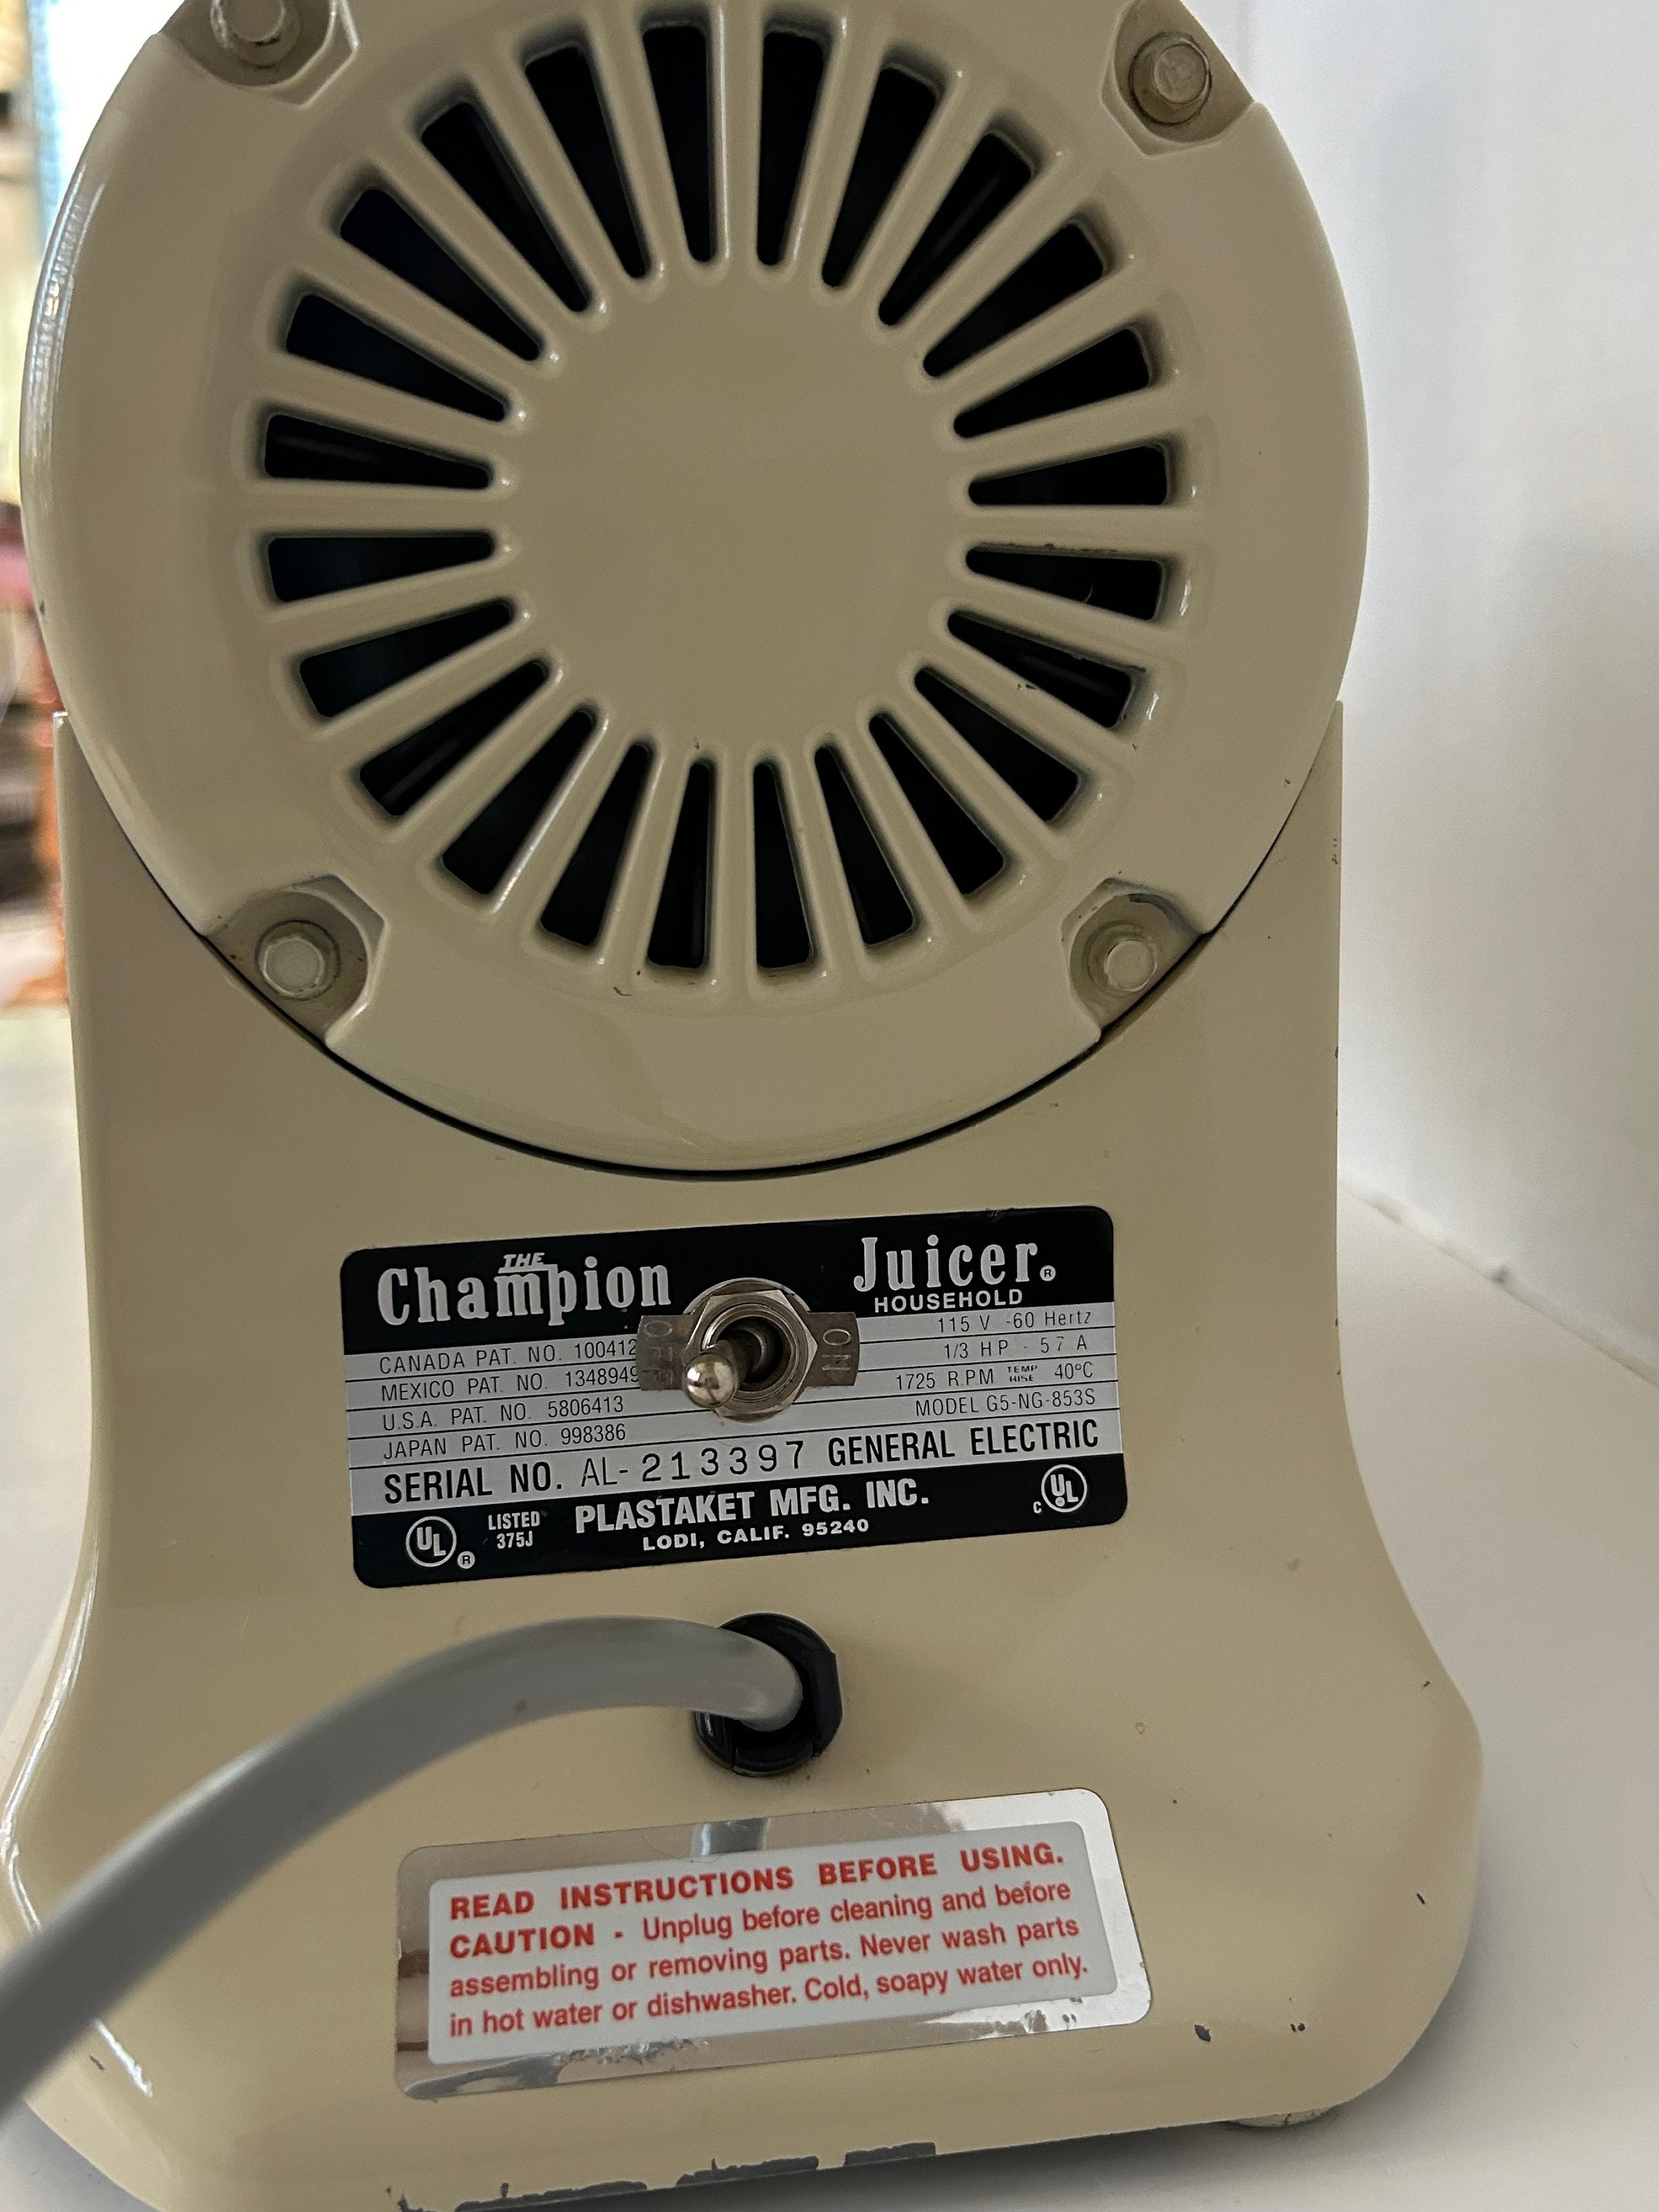 THE
Champion Juicer®
HOUSEHOLD
CANADA PAT. NO. 100412
MEXICO PAT. NO. 1348949
U.S.A. PAT. NO. 5806413
JAPAN PAT. NO. 998386
ON
115 V -60 Hertz
1/3 HP - 5 7 A
1725 R.P.M TEMP RISE 40°C
MODEL G5-NG-853S
SERIAL NO. AL-213397 GENERAL ELECTRIC
UL® LISTED 375J
PLASTAKET MFG. INC.
LODI, CALIF. 95240
c UL
READ INSTRUCTIONS BEFORE USING.
CAUTION - Unplug before cleaning and before
assembling or removing parts. Never wash parts
in hot water or dishwasher. Cold, soapy water only.